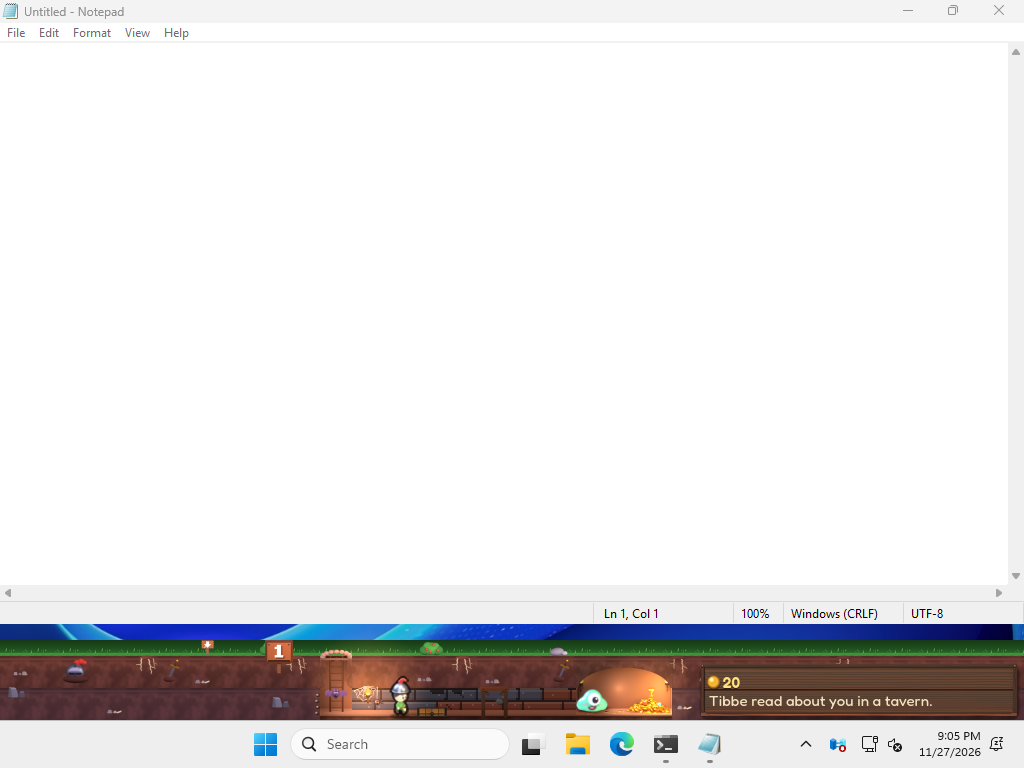 Untitled - Notepad
File Edit Format View Help
Ln 1, Col 1 100% Windows (CRLF) UTF-8
1
20
Tibbe read about you in a tavern.
Search
9:05 PM
11/27/2026